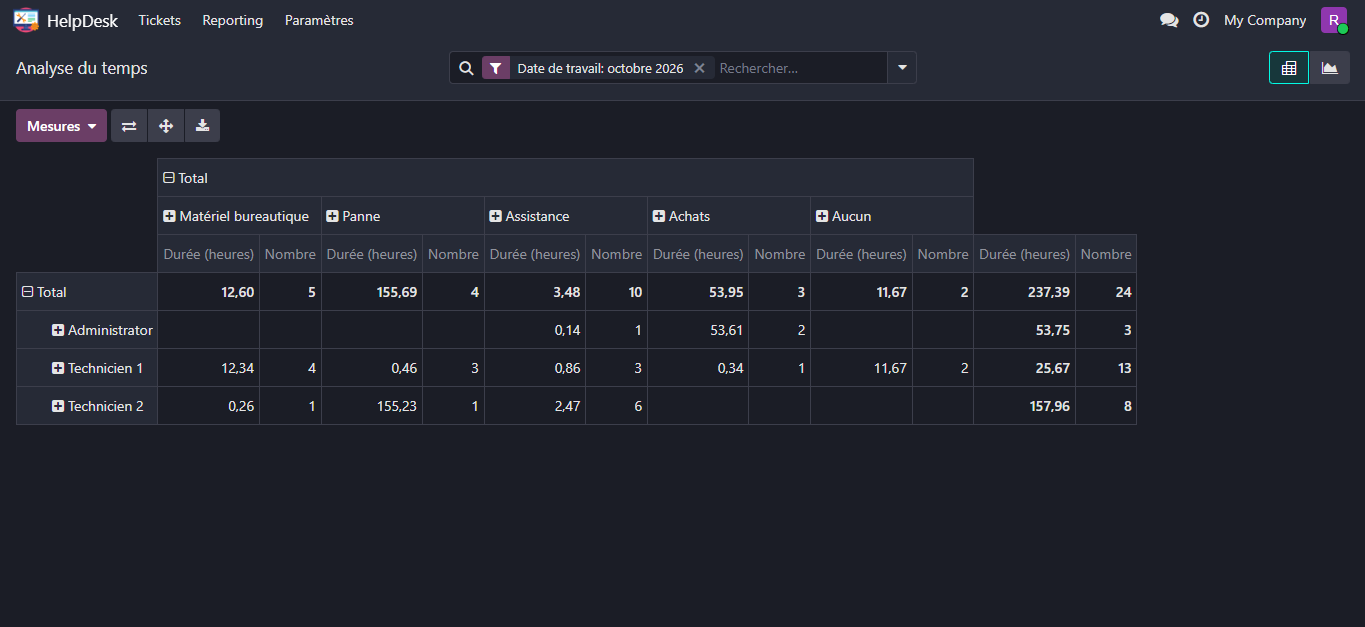 HelpDesk Tickets Reporting Paramètres My Company R
Analyse du temps Date de travail: octobre 2026 Rechercher...
Mesures
Total
Matériel bureautique Panne Assistance Achats Aucun
Durée (heures) Nombre Durée (heures) Nombre Durée (heures) Nombre Durée (heures) Nombre Durée (heures) Nombre Durée (heures) Nombre
Total 12,60 5 155,69 4 3,48 10 53,95 3 11,67 2 237,39 24
Administrator 0,14 1 53,61 2 53,75 3
Technicien 1 12,34 4 0,46 3 0,86 3 0,34 1 11,67 2 25,67 13
Technicien 2 0,26 1 155,23 1 2,47 6 157,96 8